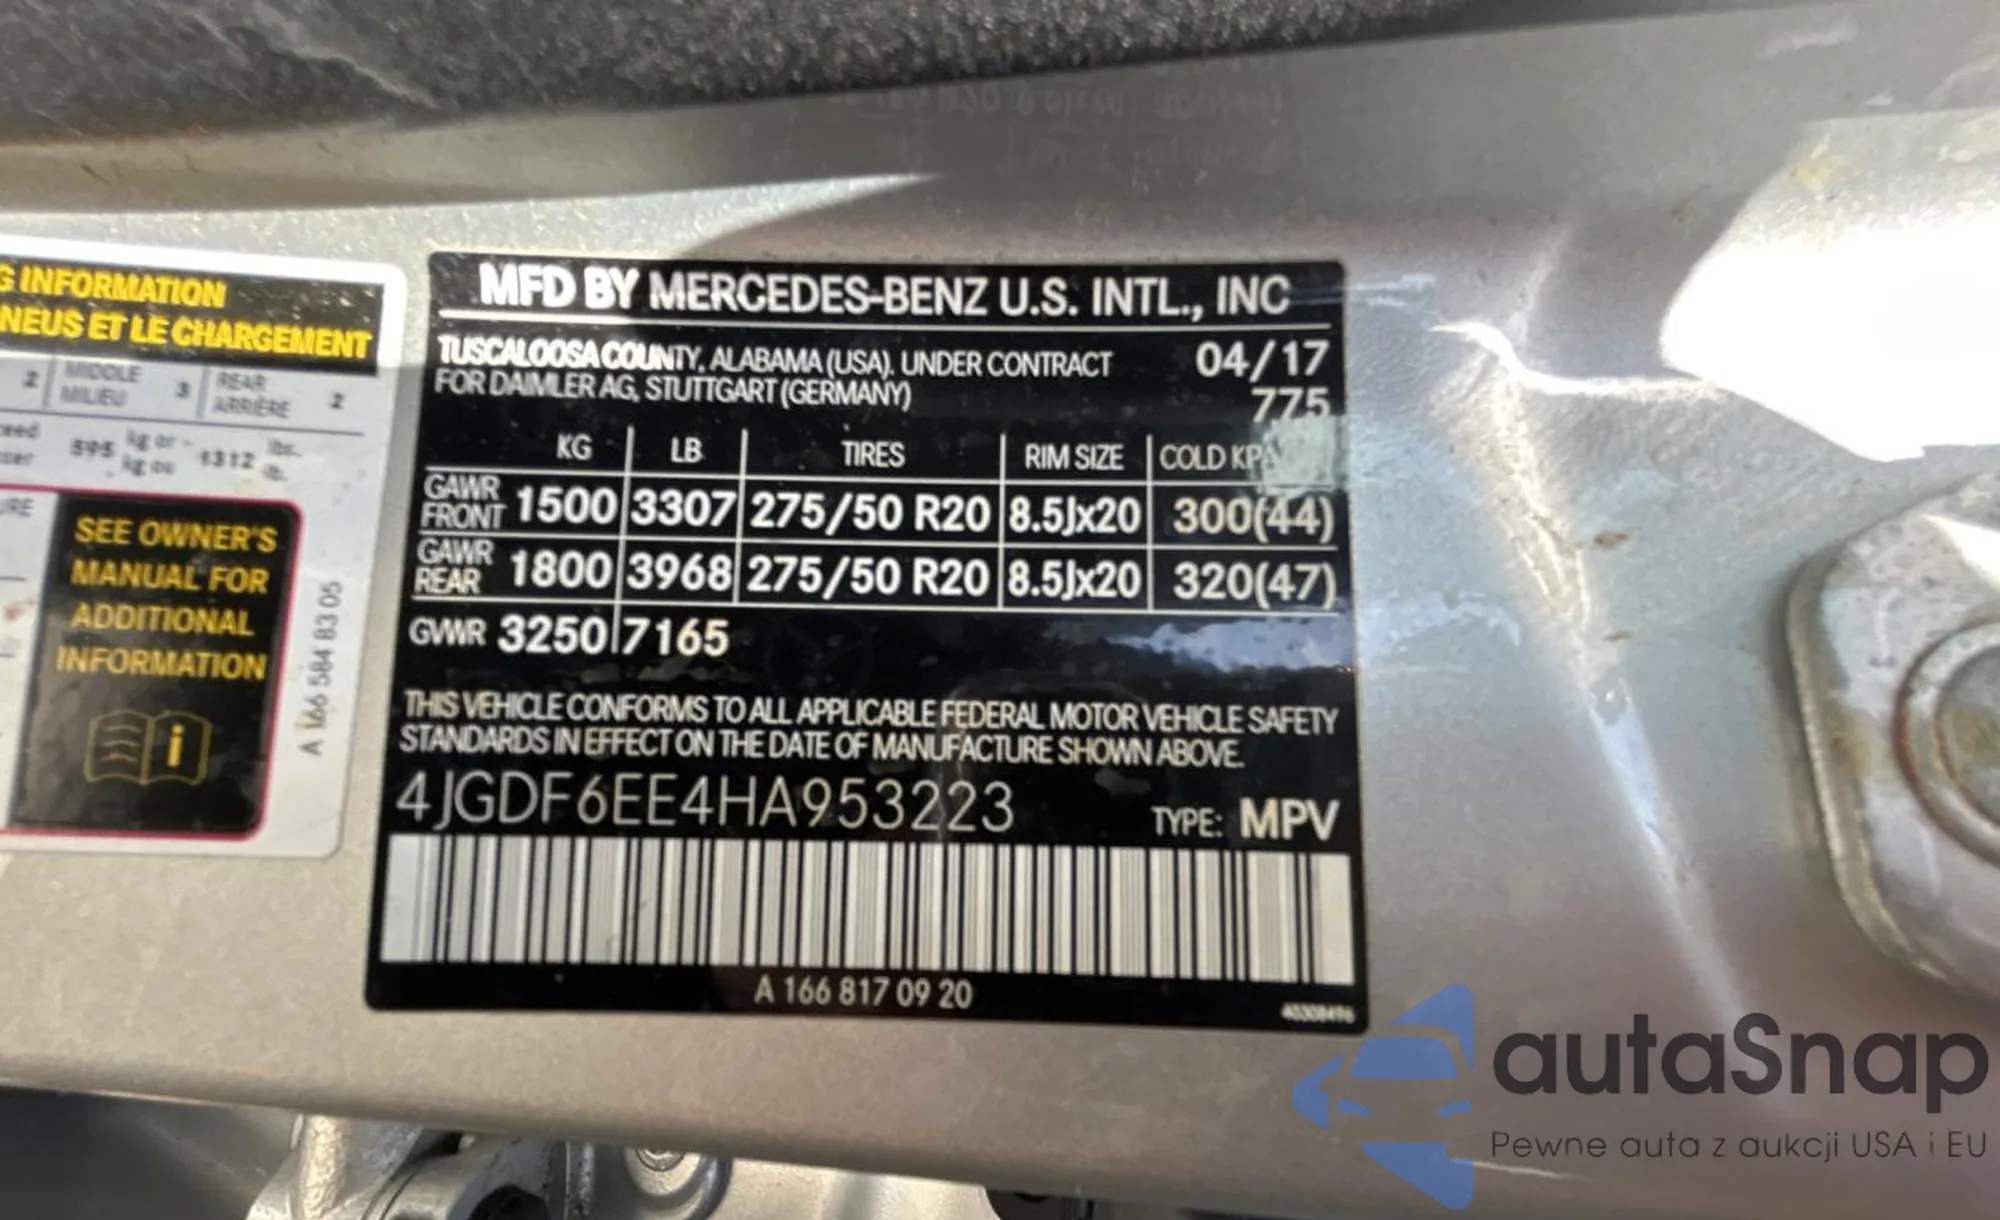 G INFORMATION
NEUS ET LE CHARGEMENT
2 MIDDLE MILIEU 3 REAR ARRIÈRE 2
595 kg or - 1312 lbs.
kg ou lb.
SEE OWNER'S
MANUAL FOR
ADDITIONAL
INFORMATION
i
A 166 584 83 05
MFD BY MERCEDES-BENZ U.S. INTL., INC
TUSCALOOSA COUNTY, ALABAMA (USA). UNDER CONTRACT 04/17
FOR DAIMLER AG, STUTTGART (GERMANY) 775
KG LB TIRES RIM SIZE COLD KPA
GAWR FRONT 1500 3307 275/50 R20 8.5Jx20 300(44)
GAWR REAR 1800 3968 275/50 R20 8.5Jx20 320(47)
GVWR 3250 7165
THIS VEHICLE CONFORMS TO ALL APPLICABLE FEDERAL MOTOR VEHICLE SAFETY
STANDARDS IN EFFECT ON THE DATE OF MANUFACTURE SHOWN ABOVE.
4JGDF6EE4HA953223 TYPE: MPV
A 166 817 09 20
autaSnap
Pewne auta z aukcji USA i EU